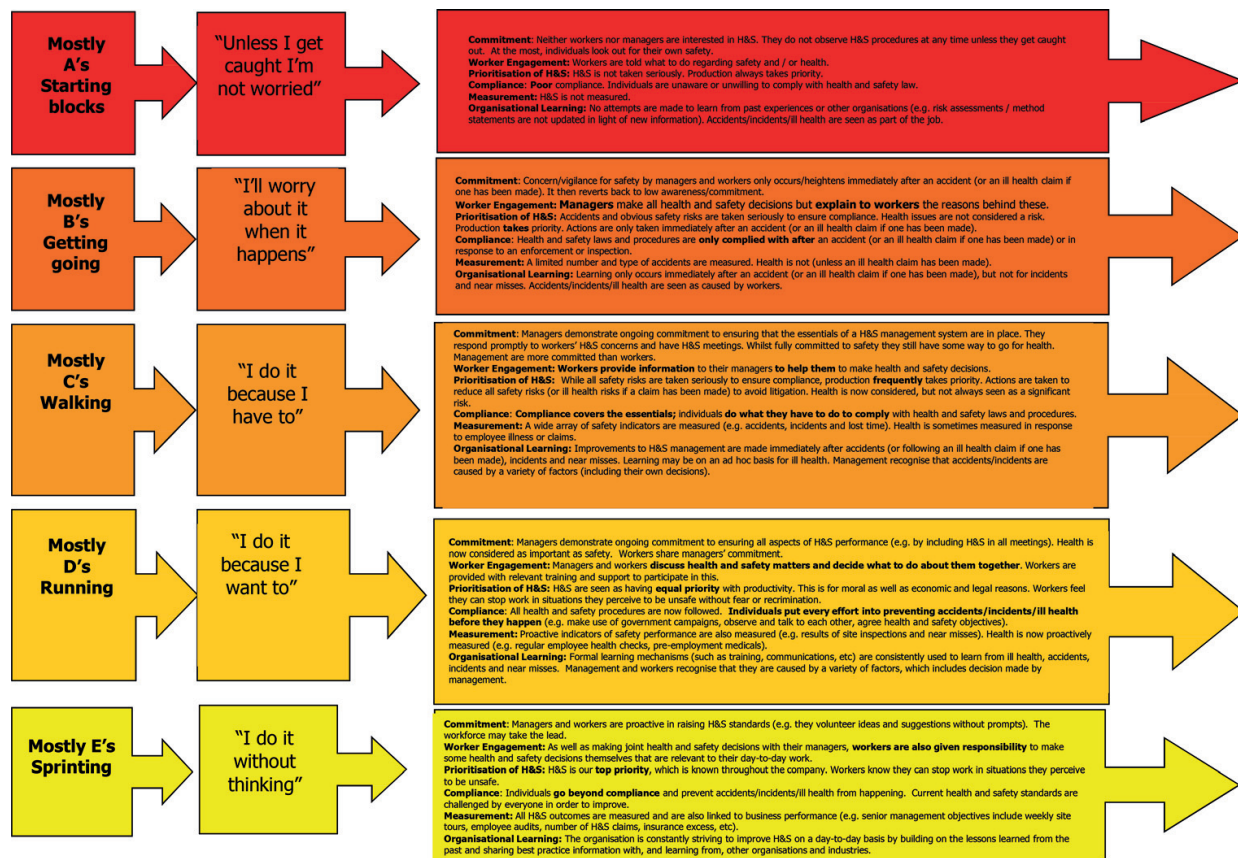 Mostly
A's
Starting
blocks
“Unless I get
caught I'm
not worried”
Commitment: Neither workers nor managers are interested in H&S. They do not observe H&S procedures at any time unless they get caught
out. At the most, individuals look out for their own safety.
Worker Engagement: Workers are told what to do regarding safety and / or health.
Prioritisation of H&S: H&S is not taken seriously. Production always takes priority.
Compliance: Poor compliance. Individuals are unaware or unwilling to comply with health and safety law.
Measurement: H&S is not measured.
Organisational Learning: No attempts are made to learn from past experiences or other organisations (e.g. risk assessments / method
statements are not updated in light of new information). Accidents/incidents/ill health are seen as part of the job.
Mostly
B's
Getting
going
“I'll worry
about it
when it
happens”
Commitment: Concern/vigilance for safety by managers and workers only occurs/heightens immediately after an accident (or an ill health claim if
one has been made). It then reverts back to low awareness/commitment.
Worker Engagement: Managers make all health and safety decisions but explain to workers the reasons behind these.
Prioritisation of H&S: Accidents and obvious safety risks are taken seriously to ensure compliance. Health issues are not considered a risk.
Production takes priority. Actions are only taken immediately after an accident (or an ill health claim if one has been made).
Compliance: Health and safety laws and procedures are only complied with after an accident (or an ill health claim if one has been made) or in
response to an enforcement or inspection.
Measurement: A limited number and type of accidents are measured. Health is not (unless an ill health claim has been made).
Organisational Learning: Learning only occurs immediately after an accident (or an ill health claim if one has been made), but not for incidents
and near misses. Accidents/incidents/ill health are seen as caused by workers.
Mostly
C's
Walking
“I do it
because I
have to”
Commitment: Managers demonstrate ongoing commitment to ensuring that the essentials of a H&S management system are in place. They
respond promptly to workers' H&S concerns and have H&S meetings. Whilst fully committed to safety they still have some way to go for health.
Management are more committed than workers.
Worker Engagement: Workers provide information to their managers to help them to make health and safety decisions.
Prioritisation of H&S: While all safety risks are taken seriously to ensure compliance, production frequently takes priority. Actions are taken to
reduce all safety risks (or ill health risks if a claim has been made) to avoid litigation. Health is now considered, but not always seen as a significant
risk.
Compliance: Compliance covers the essentials; individuals do what they have to do to comply with health and safety laws and procedures.
Measurement: A wide array of safety indicators are measured (e.g. accidents, incidents and lost time). Health is sometimes measured in response
to employee illness or claims.
Organisational Learning: Improvements to H&S management are made immediately after accidents (or following an ill health claim if one has
been made), incidents and near misses. Learning may be on an ad hoc basis for ill health. Management recognise that accidents/incidents are
caused by a variety of factors (including their own decisions).
Mostly
D's
Running
“I do it
because I
want to”
Commitment: Managers demonstrate ongoing commitment to ensuring all aspects of H&S performance (e.g. by including H&S in all meetings). Health is
now considered as important as safety. Workers share managers' commitment.
Worker Engagement: Managers and workers discuss health and safety matters and decide what to do about them together. Workers are
provided with relevant training and support to participate in this.
Prioritisation of H&S: H&S are seen as having equal priority with productivity. This is for moral as well as economic and legal reasons. Workers feel
they can stop work in situations they perceive to be unsafe without fear or recrimination.
Compliance: All health and safety procedures are now followed. Individuals put every effort into preventing accidents/incidents/ill health
before they happen (e.g. make use of government campaigns, observe and talk to each other, agree health and safety objectives).
Measurement: Proactive indicators of safety performance are also measured (e.g. results of site inspections and near misses). Health is now proactively
measured (e.g. regular employee health checks, pre-employment medicals).
Organisational Learning: Formal learning mechanisms (such as training, communications, etc) are consistently used to learn from ill health, accidents,
incidents and near misses. Management and workers recognise that they are caused by a variety of factors, which includes decision made by
management.
Mostly E's
Sprinting
“I do it
without
thinking”
Commitment: Managers and workers are proactive in raising H&S standards (e.g. they volunteer ideas and suggestions without prompts). The
workforce may take the lead.
Worker Engagement: As well as making joint health and safety decisions with their managers, workers are also given responsibility to make
some health and safety decisions themselves that are relevant to their day-to-day work.
Prioritisation of H&S: H&S is our top priority, which is known throughout the company. Workers know they can stop work in situations they perceive
to be unsafe.
Compliance: Individuals go beyond compliance and prevent accidents/incidents/ill health from happening. Current health and safety standards are
challenged by everyone in order to improve.
Measurement: All H&S outcomes are measured and are also linked to business performance (e.g. senior management objectives include weekly site
tours, employee audits, number of H&S claims, insurance excess, etc).
Organisational Learning: The organisation is constantly striving to improve H&S on a day-to-day basis by building on the lessons learned from the
past and sharing best practice information with, and learning from, other organisations and industries.